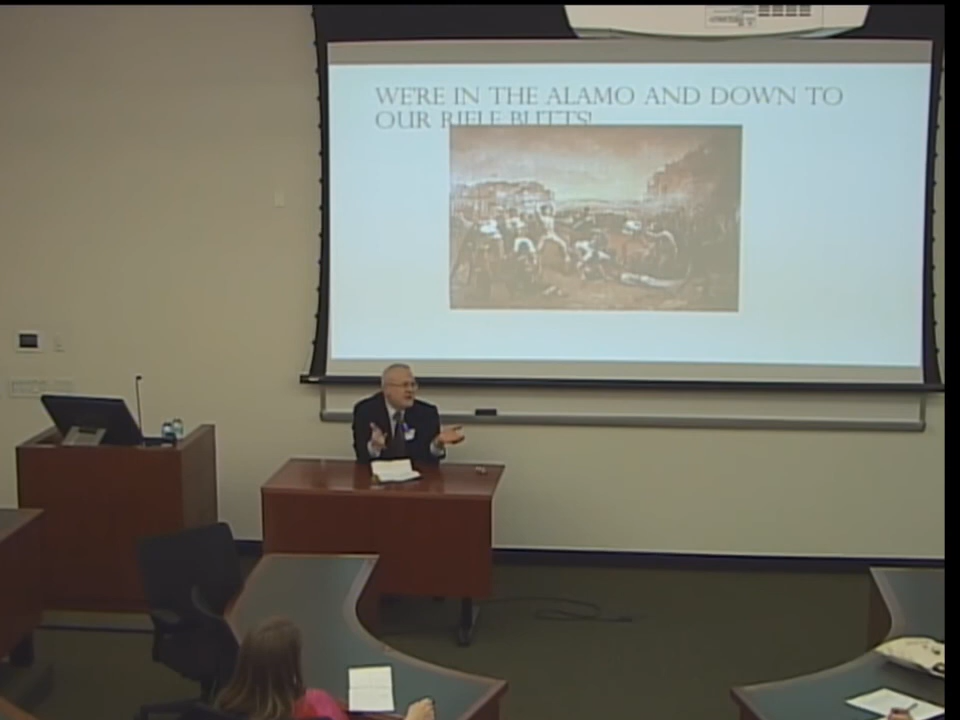 WE'RE IN THE ALAMO AND DOWN TO
OUR RIFLE BUTTS!